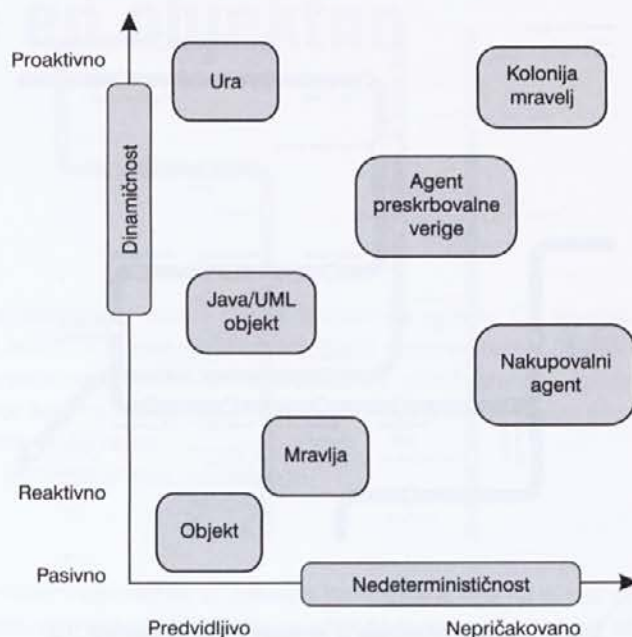 Proaktivno
Ura
Kolonija
mravelj
Dinamičnost
Agent
preskrbovalne
verige
Java/UML
objekt
Nakupovalni
agent
Mravlja
Reaktivno
Objekt
Pasivno
Nedeterminističnost
Predvidljivo
Nepričakovano